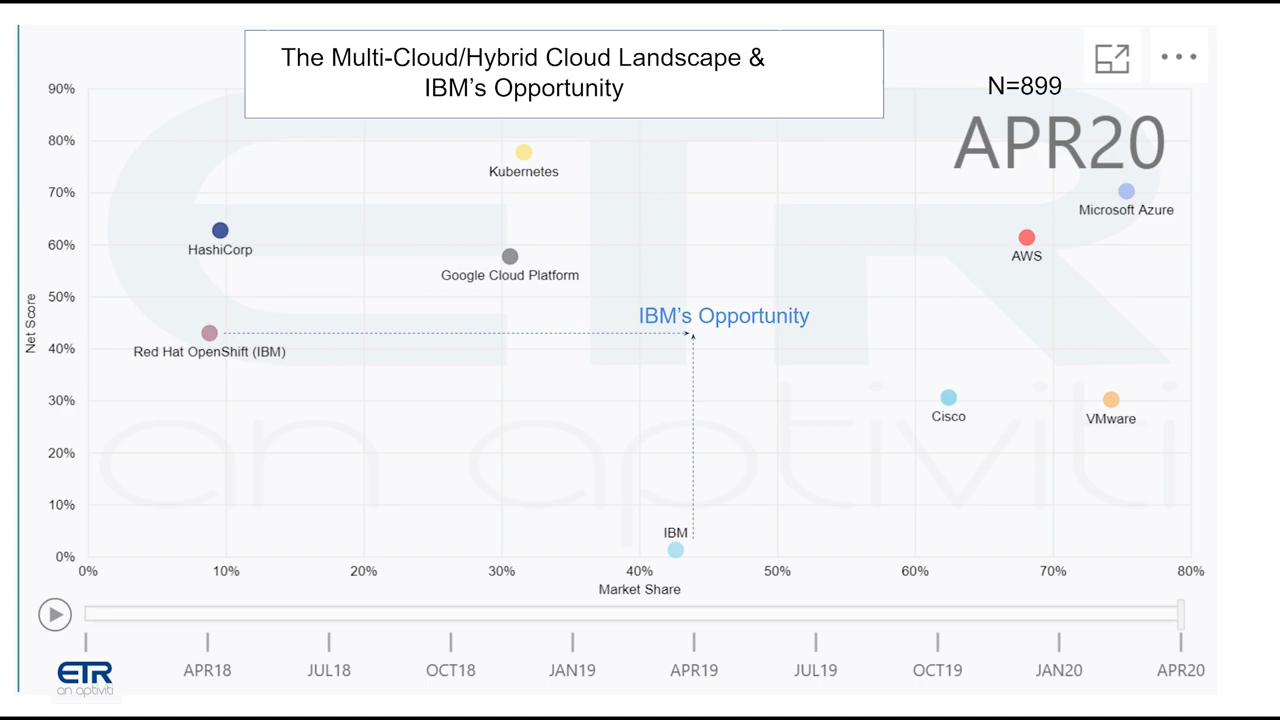 The Multi-Cloud/Hybrid Cloud Landscape &
IBM's Opportunity
N=899
APR20
90%
80%
70%
60%
50%
40%
30%
20%
10%
0%
Net Score
Kubernetes
Microsoft Azure
HashiCorp
AWS
Google Cloud Platform
IBM's Opportunity
Red Hat OpenShift (IBM)
Cisco
VMware
IBM
ETR
an aptiviti
0%
10%
20%
30%
40%
50%
60%
70%
80%
Market Share
APR18
JUL18
OCT18
JAN19
APR19
JUL19
OCT19
JAN20
APR20
ETR
an aptiviti